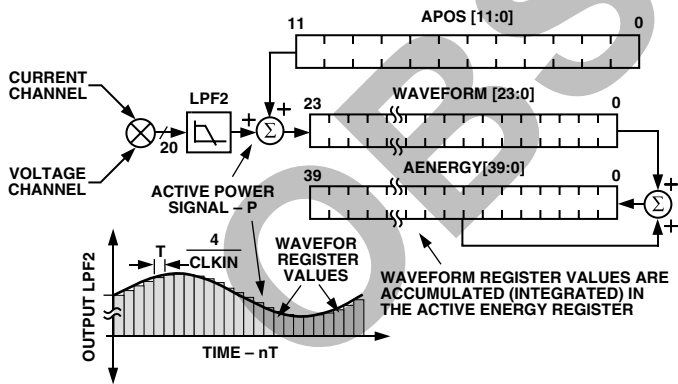 11
APOS [11:0]
0
CURRENT
CHANNEL
LPF2
+
+
Σ
23
WAVEFORM [23:0]
0
20
VOLTAGE
CHANNEL
39
AENERGY[39:0]
0
+
Σ
+
ACTIVE POWER
SIGNAL – P
OUTPUT LPF2
T
4
CLKIN
WAVEFOR
REGISTER
VALUES
WAVEFORM REGISTER VALUES ARE
ACCUMULATED (INTEGRATED) IN
THE ACTIVE ENERGY REGISTER
TIME – nT
OBS